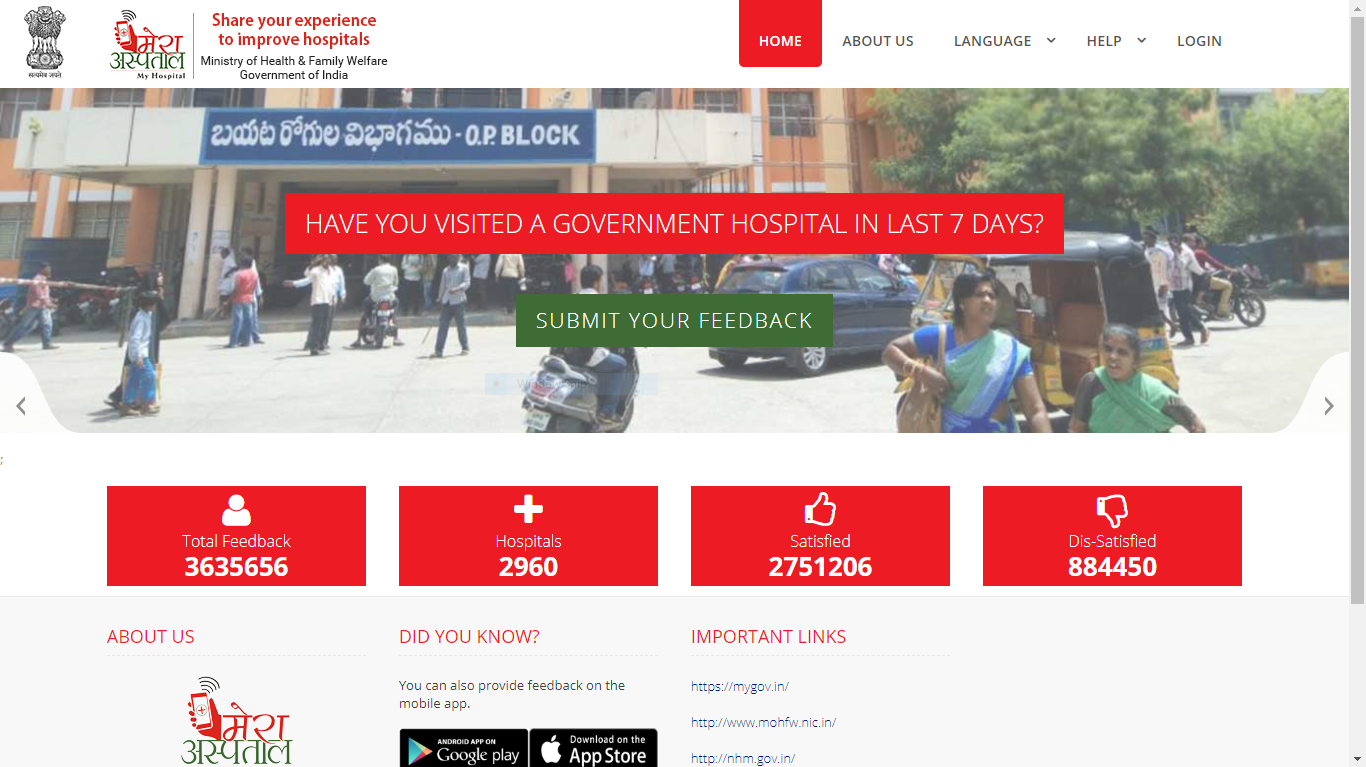 सत्यमेव जयते
मेरा
अस्पताल
My Hospital
Share your experience
to improve hospitals
Ministry of Health & Family Welfare
Government of India
HOME
ABOUT US
LANGUAGE
HELP
LOGIN
బయట రోగుల విభాగము - O.P. BLOCK
HAVE YOU VISITED A GOVERNMENT HOSPITAL IN LAST 7 DAYS?
SUBMIT YOUR FEEDBACK
;
Total Feedback
3635656
Hospitals
2960
Satisfied
2751206
Dis-Satisfied
884450
ABOUT US
मेरा
अस्पताल
DID YOU KNOW?
You can also provide feedback on the
mobile app.
ANDROID APP ON
Google play
Download on the
App Store
IMPORTANT LINKS
https://mygov.in/
http://www.mohfw.nic.in/
http://nhm.gov.in/